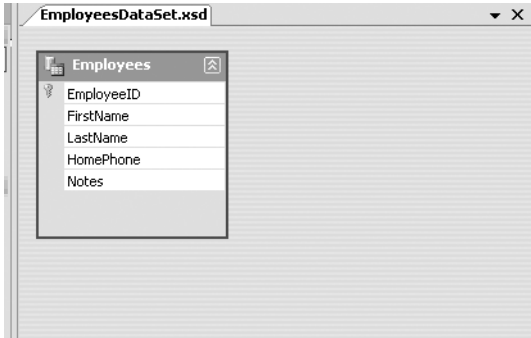 EmployeesDataSet.xsd
Employees
EmployeeID
FirstName
LastName
HomePhone
Notes